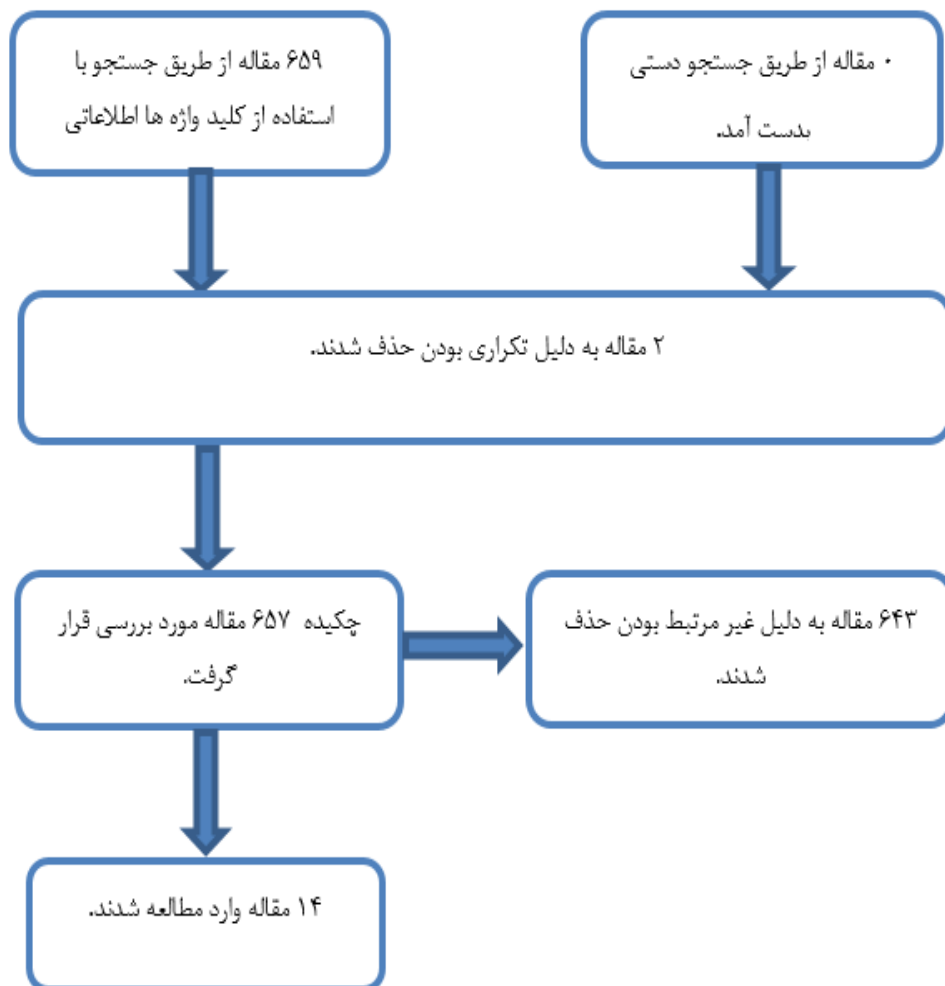 ۰ مقاله از طریق جستجو دستی
بدست آمد.
۶۵۹ مقاله از طریق جستجو با
استفاده از کلید واژه ها اطلاعاتی
۲ مقاله به دلیل تکراری بودن حذف شدند.
چکیده ۶۵۷ مقاله مورد بررسی قرار
گرفت.
۶۴۳ مقاله به دلیل غیر مرتبط بودن حذف
شدند.
۱۴ مقاله وارد مطالعه شدند.